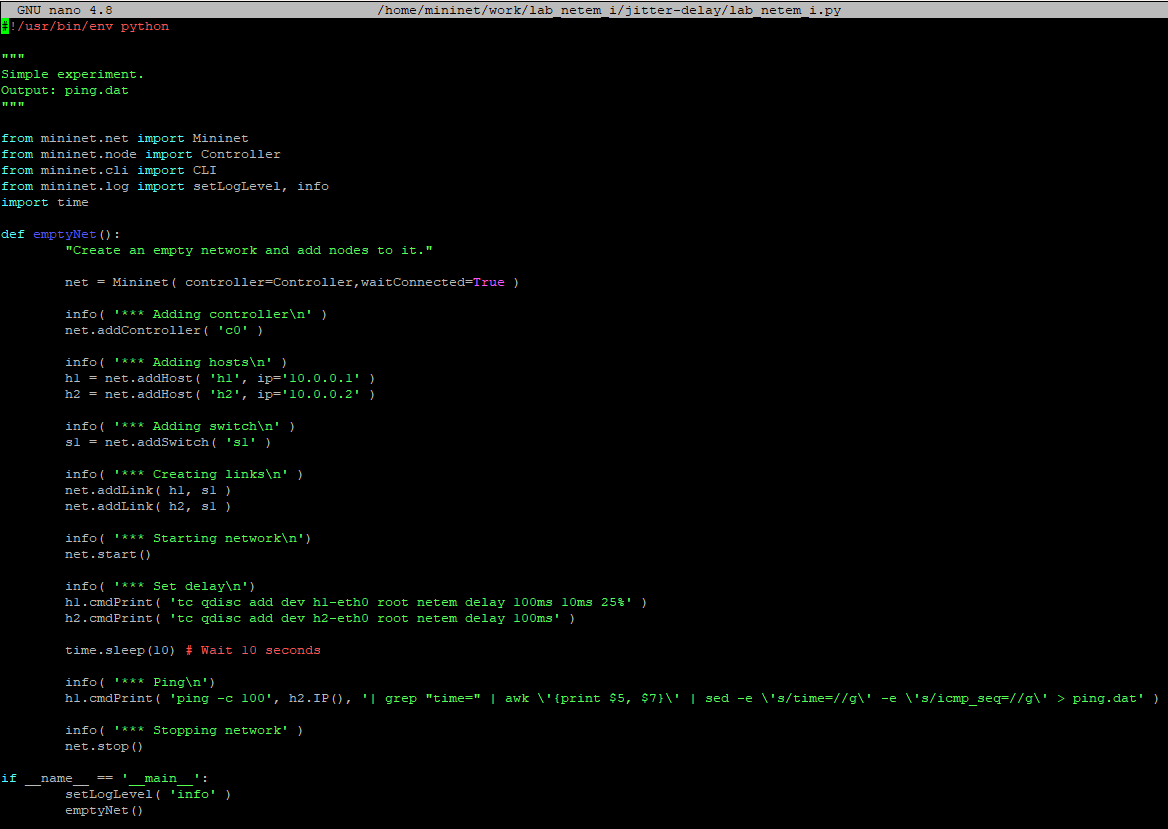 GNU nano 4.8 /home/mininet/work/lab_netem_i/jitter-delay/lab_netem_i.py
#!/usr/bin/env python

"""
Simple experiment.
Output: ping.dat
"""

from mininet.net import Mininet
from mininet.node import Controller
from mininet.cli import CLI
from mininet.log import setLogLevel, info
import time

def emptyNet():
        "Create an empty network and add nodes to it."

        net = Mininet( controller=Controller,waitConnected=True )

        info( '*** Adding controller\n' )
        net.addController( 'c0' )

        info( '*** Adding hosts\n' )
        h1 = net.addHost( 'h1', ip='10.0.0.1' )
        h2 = net.addHost( 'h2', ip='10.0.0.2' )

        info( '*** Adding switch\n' )
        s1 = net.addSwitch( 's1' )

        info( '*** Creating links\n' )
        net.addLink( h1, s1 )
        net.addLink( h2, s1 )

        info( '*** Starting network\n')
        net.start()

        info( '*** Set delay\n')
        h1.cmdPrint( 'tc qdisc add dev h1-eth0 root netem delay 100ms 10ms 25%' )
        h2.cmdPrint( 'tc qdisc add dev h2-eth0 root netem delay 100ms' )

        time.sleep(10) # Wait 10 seconds

        info( '*** Ping\n')
        h1.cmdPrint( 'ping -c 100', h2.IP(), '| grep "time=" | awk \'{print $5, $7}\' | sed -e \'s/time=//g\' -e \'s/icmp_seq=//g\' > ping.dat' )

        info( '*** Stopping network' )
        net.stop()

if __name__ == '__main__':
        setLogLevel( 'info' )
        emptyNet()